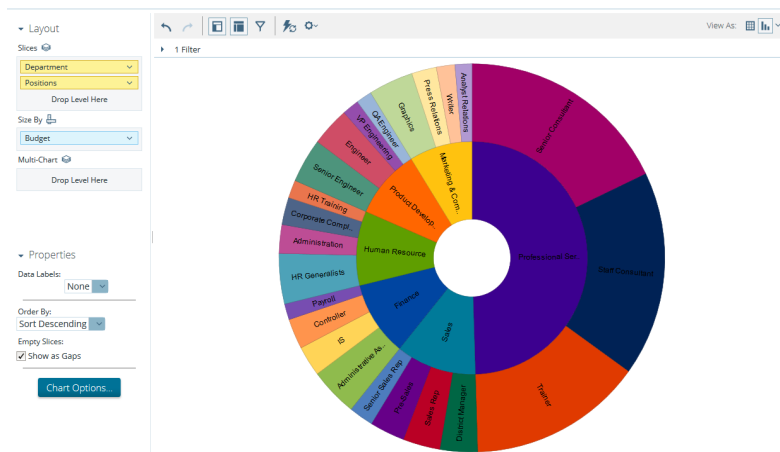 Layout
Slices
Department
Positions
Drop Level Here
Size By
Budget
Multi-Chart
Drop Level Here
Properties
Data Labels:
None
Order By:
Sort Descending
Empty Slices:
Show as Gaps
Chart Options...
View As:
1 Filter
Senior Consultant
Staff Consultant
Trainer
District Manager
Sales Rep
Pre-Sales
Senior Sales Rep
Administrative As..
IS
Controller
Payroll
HR Generalists
Administration
Corporate Compl..
HR Training
Senior Engineer
Engineer
VP Engineering
QA Engineer
Graphics
Press Relations
Writer
Analyst Relations
Professional Ser..
Sales
Finance
Human Resource
Product Develop..
Marketing & Com..